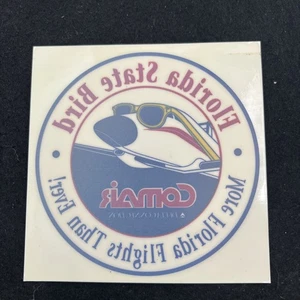 Florida State Bird
COMAIR
More Florida Flights Than Ever!